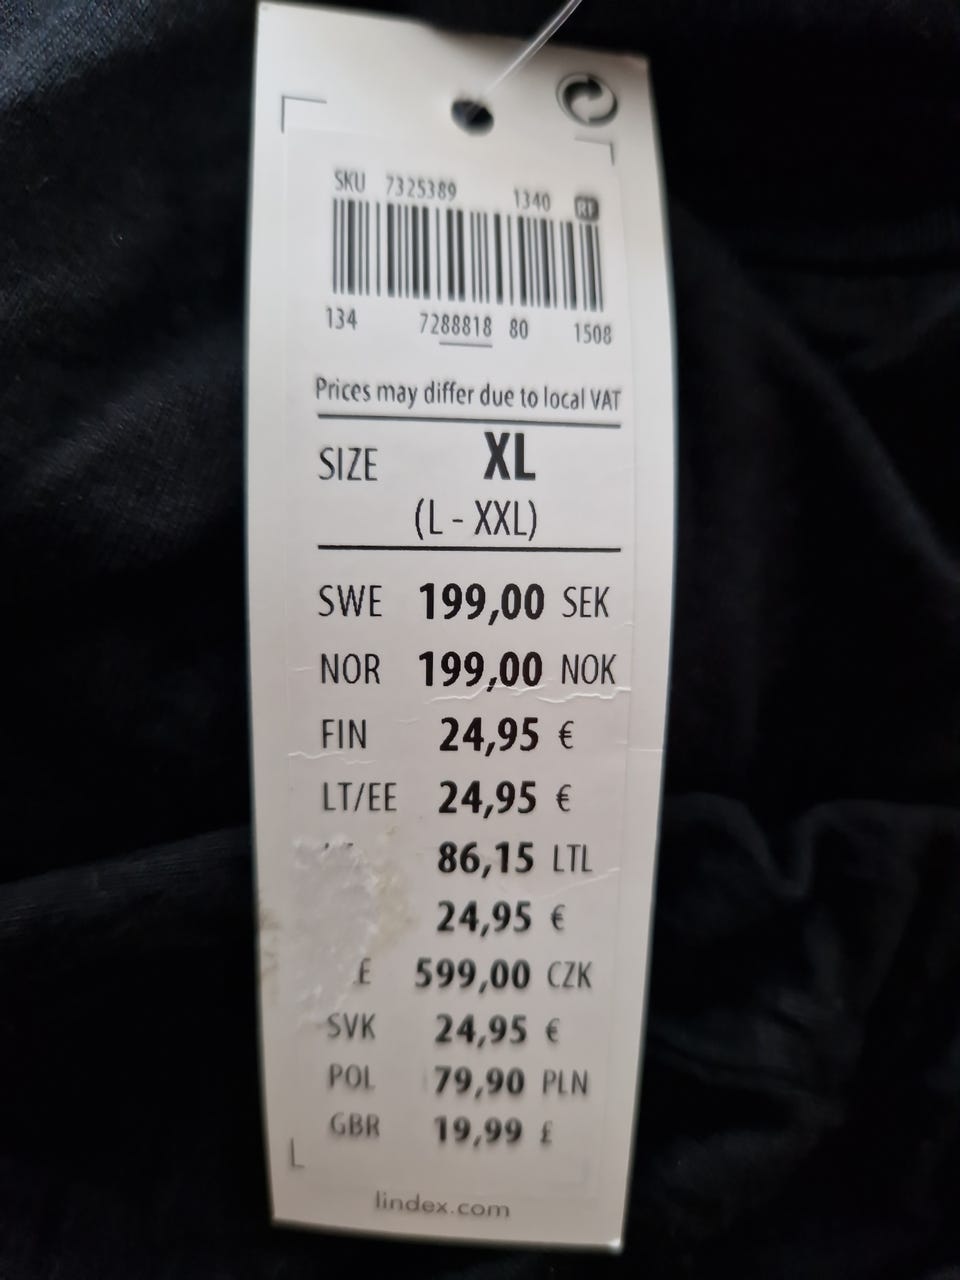 SKU 7325389 1340 RF
134 7288818 80 1508
Prices may differ due to local VAT
SIZE XL
(L - XXL)
SWE 199,00 SEK
NOR 199,00 NOK
FIN 24,95 €
LT/EE 24,95 €
86,15 LTL
24,95 €
E 599,00 CZK
SVK 24,95 €
POL 79,90 PLN
GBR 19,99 £
lindex.com